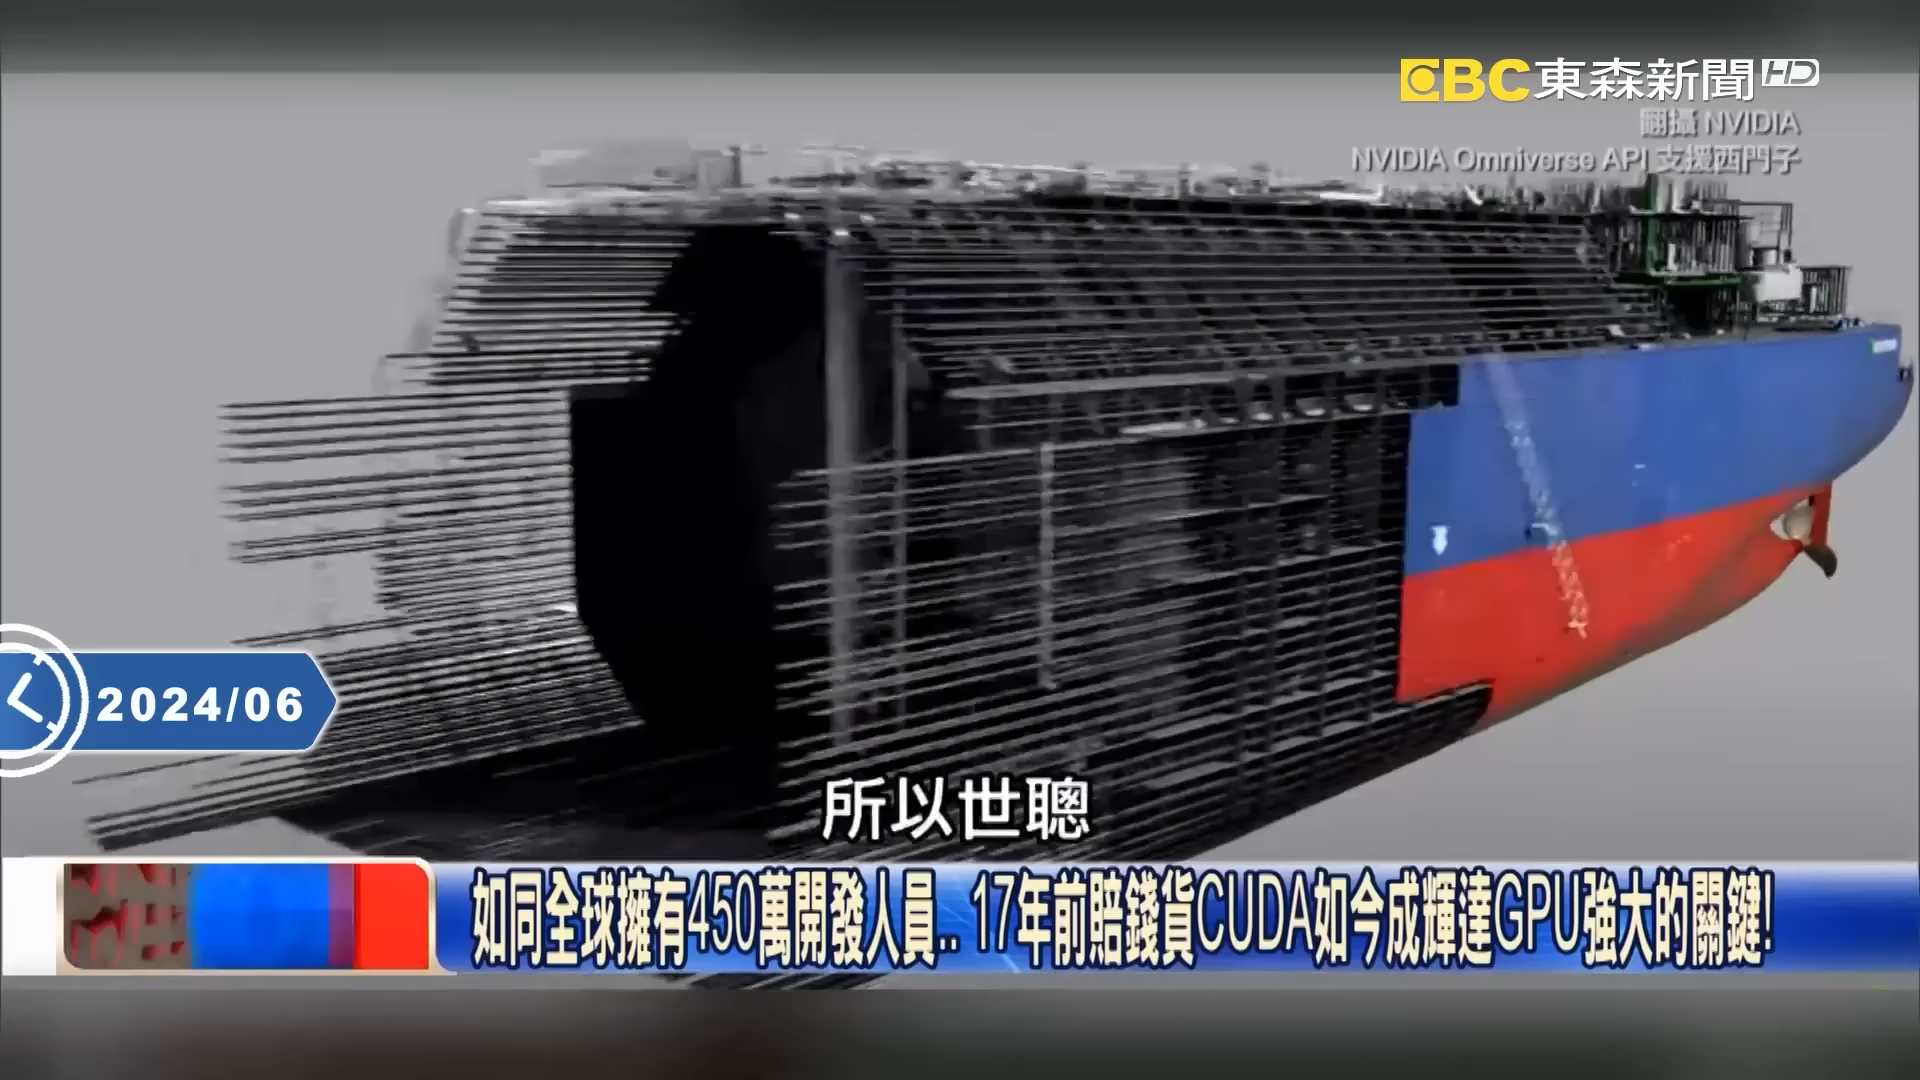 EBC東森新聞HD
翻攝 NVIDIA
NVIDIA Omniverse API 支援西門子
2024/06
所以世聰
如同全球擁有450萬開發人員.. 17年前賠錢貨CUDA如今成輝達GPU強大的關鍵!